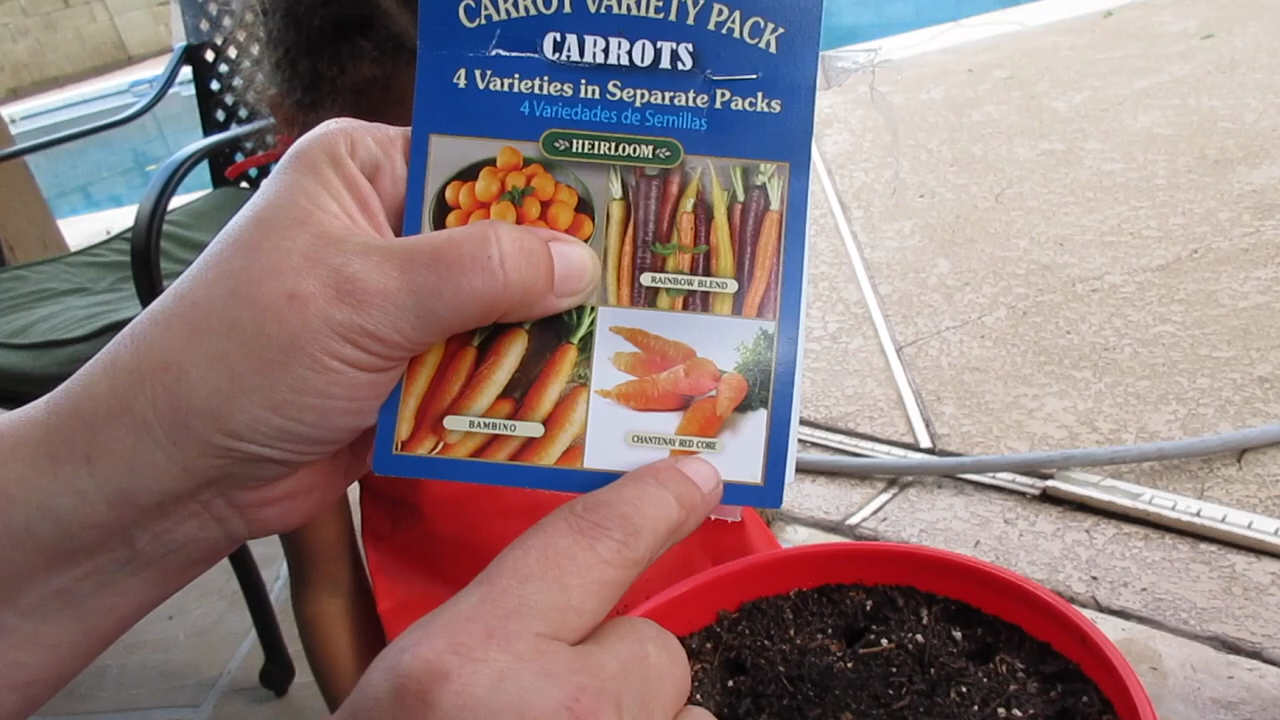 CARROT VARIETY PACK
CARROTS
4 Varieties in Separate Packs
4 Variedades de Semillas
HEIRLOOM
RAINBOW BLEND
BAMBINO
CHANTENAY RED CORE